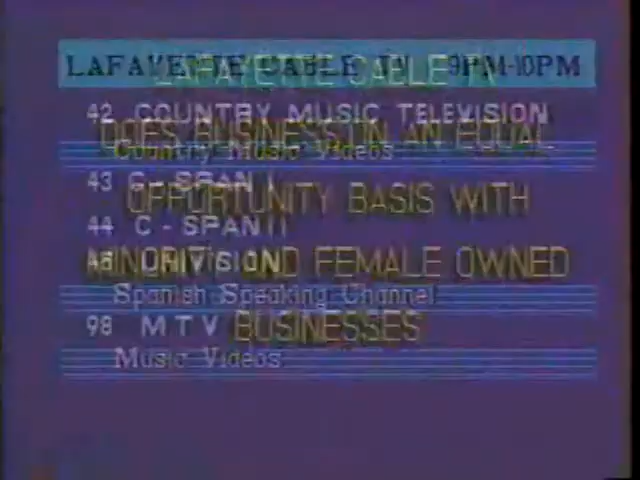 LAFAYETTE CABLE TV 9PM-10PM
42 COUNTRY MUSIC TELEVISION
Country Music Videos
43 C-SPAN I
44 C-SPAN II
UNIVISION
Spanish Speaking Channel
98 MTV
Music Videos
LAFAYETTE CABLE TV
DOES BUSINESS ON AN EQUAL
OPPORTUNITY BASIS WITH
MINORITY AND FEMALE OWNED
BUSINESSES